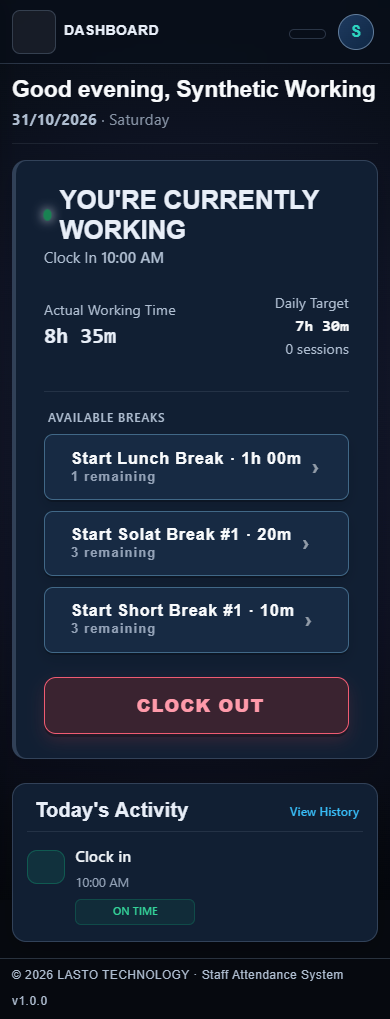 DASHBOARD
S
Good evening, Synthetic Working
31/10/2026 · Saturday
YOU'RE CURRENTLY
WORKING
Clock In 10:00 AM
Actual Working Time
8h 35m
Daily Target
7h 30m
0 sessions
AVAILABLE BREAKS
Start Lunch Break · 1h 00m
1 remaining
›
Start Solat Break #1 · 20m
3 remaining
›
Start Short Break #1 · 10m
3 remaining
›
CLOCK OUT
Today's Activity
View History
Clock in
10:00 AM
ON TIME
© 2026 LASTO TECHNOLOGY · Staff Attendance System
v1.0.0